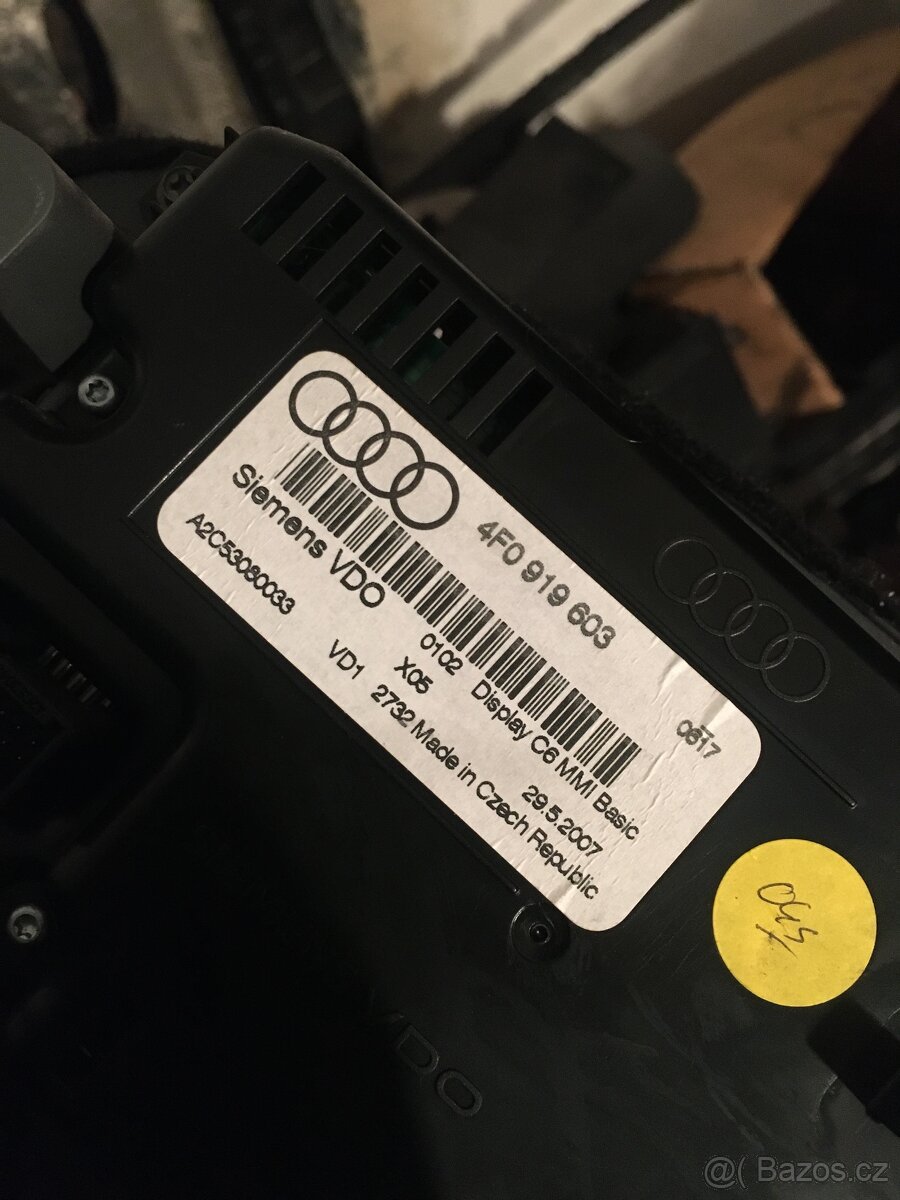 4F0 919 603
0617
Siemens VDO
0102 Display C6 MMI Basic
A2C53080033
X05
29.5.2007
VD1
2732 Made in Czech Republic
VDO
@( Bazos.cz